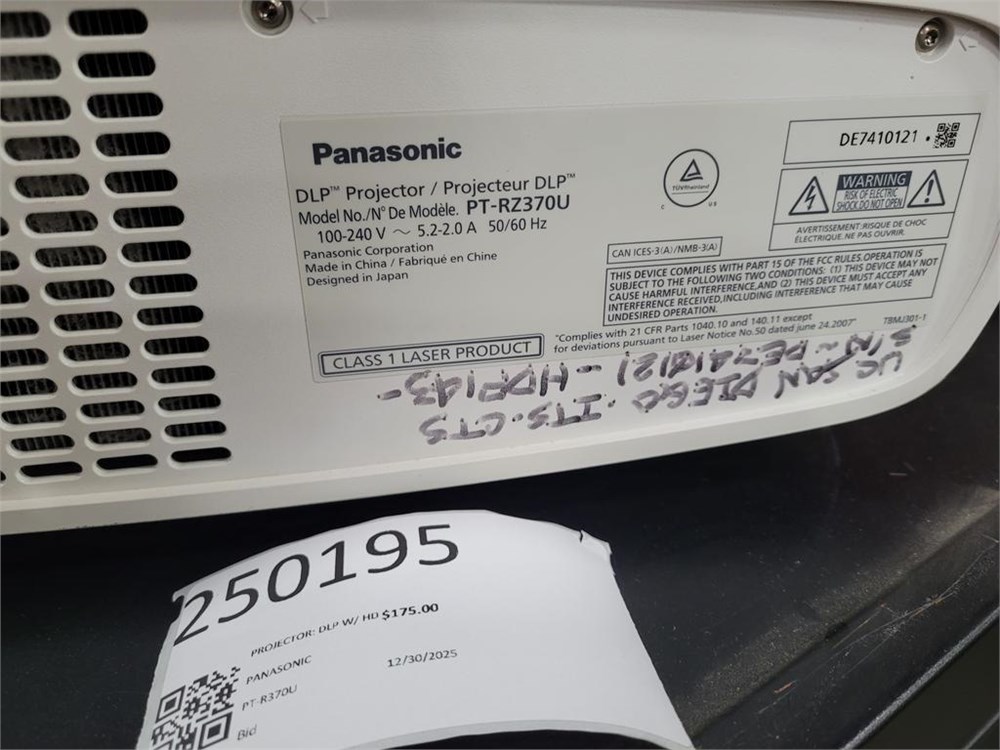 Panasonic
DLP™ Projector / Projecteur DLP™
Model No./N° De Modèle. PT-RZ370U
100-240 V ～ 5.2-2.0 A 50/60 Hz
Panasonic Corporation
Made in China / Fabriqué en Chine
Designed in Japan
CLASS 1 LASER PRODUCT
TÜVRheinland
C US
DE7410121
WARNING
RISK OF ELECTRIC
SHOCK.DO NOT OPEN
AVERTISSEMENT:RISQUE DE CHOC
ÉLECTRIQUE. NE PAS OUVRIR.
CAN ICES-3(A)/NMB-3(A)
THIS DEVICE COMPLIES WITH PART 15 OF THE FCC RULES.OPERATION IS
SUBJECT TO THE FOLLOWING TWO CONDITIONS: (1) THIS DEVICE MAY NOT
CAUSE HARMFUL INTERFERENCE,AND (2) THIS DEVICE MUST ACCEPT ANY
INTERFERENCE RECEIVED,INCLUDING INTERFERENCE THAT MAY CAUSE
UNDESIRED OPERATION.
"Complies with 21 CFR Parts 1040.10 and 140.11 except
for deviations pursuant to Laser Notice No.50 dated june 24.2007"
TBMJ301-1
UC SAN DIEGO. ITS.CTS
S/N~DE7410121 -HDP143-
250195
PROJECTOR: DLP W/ HD $175.00
PANASONIC 12/30/2025
PT-R370U
Bid